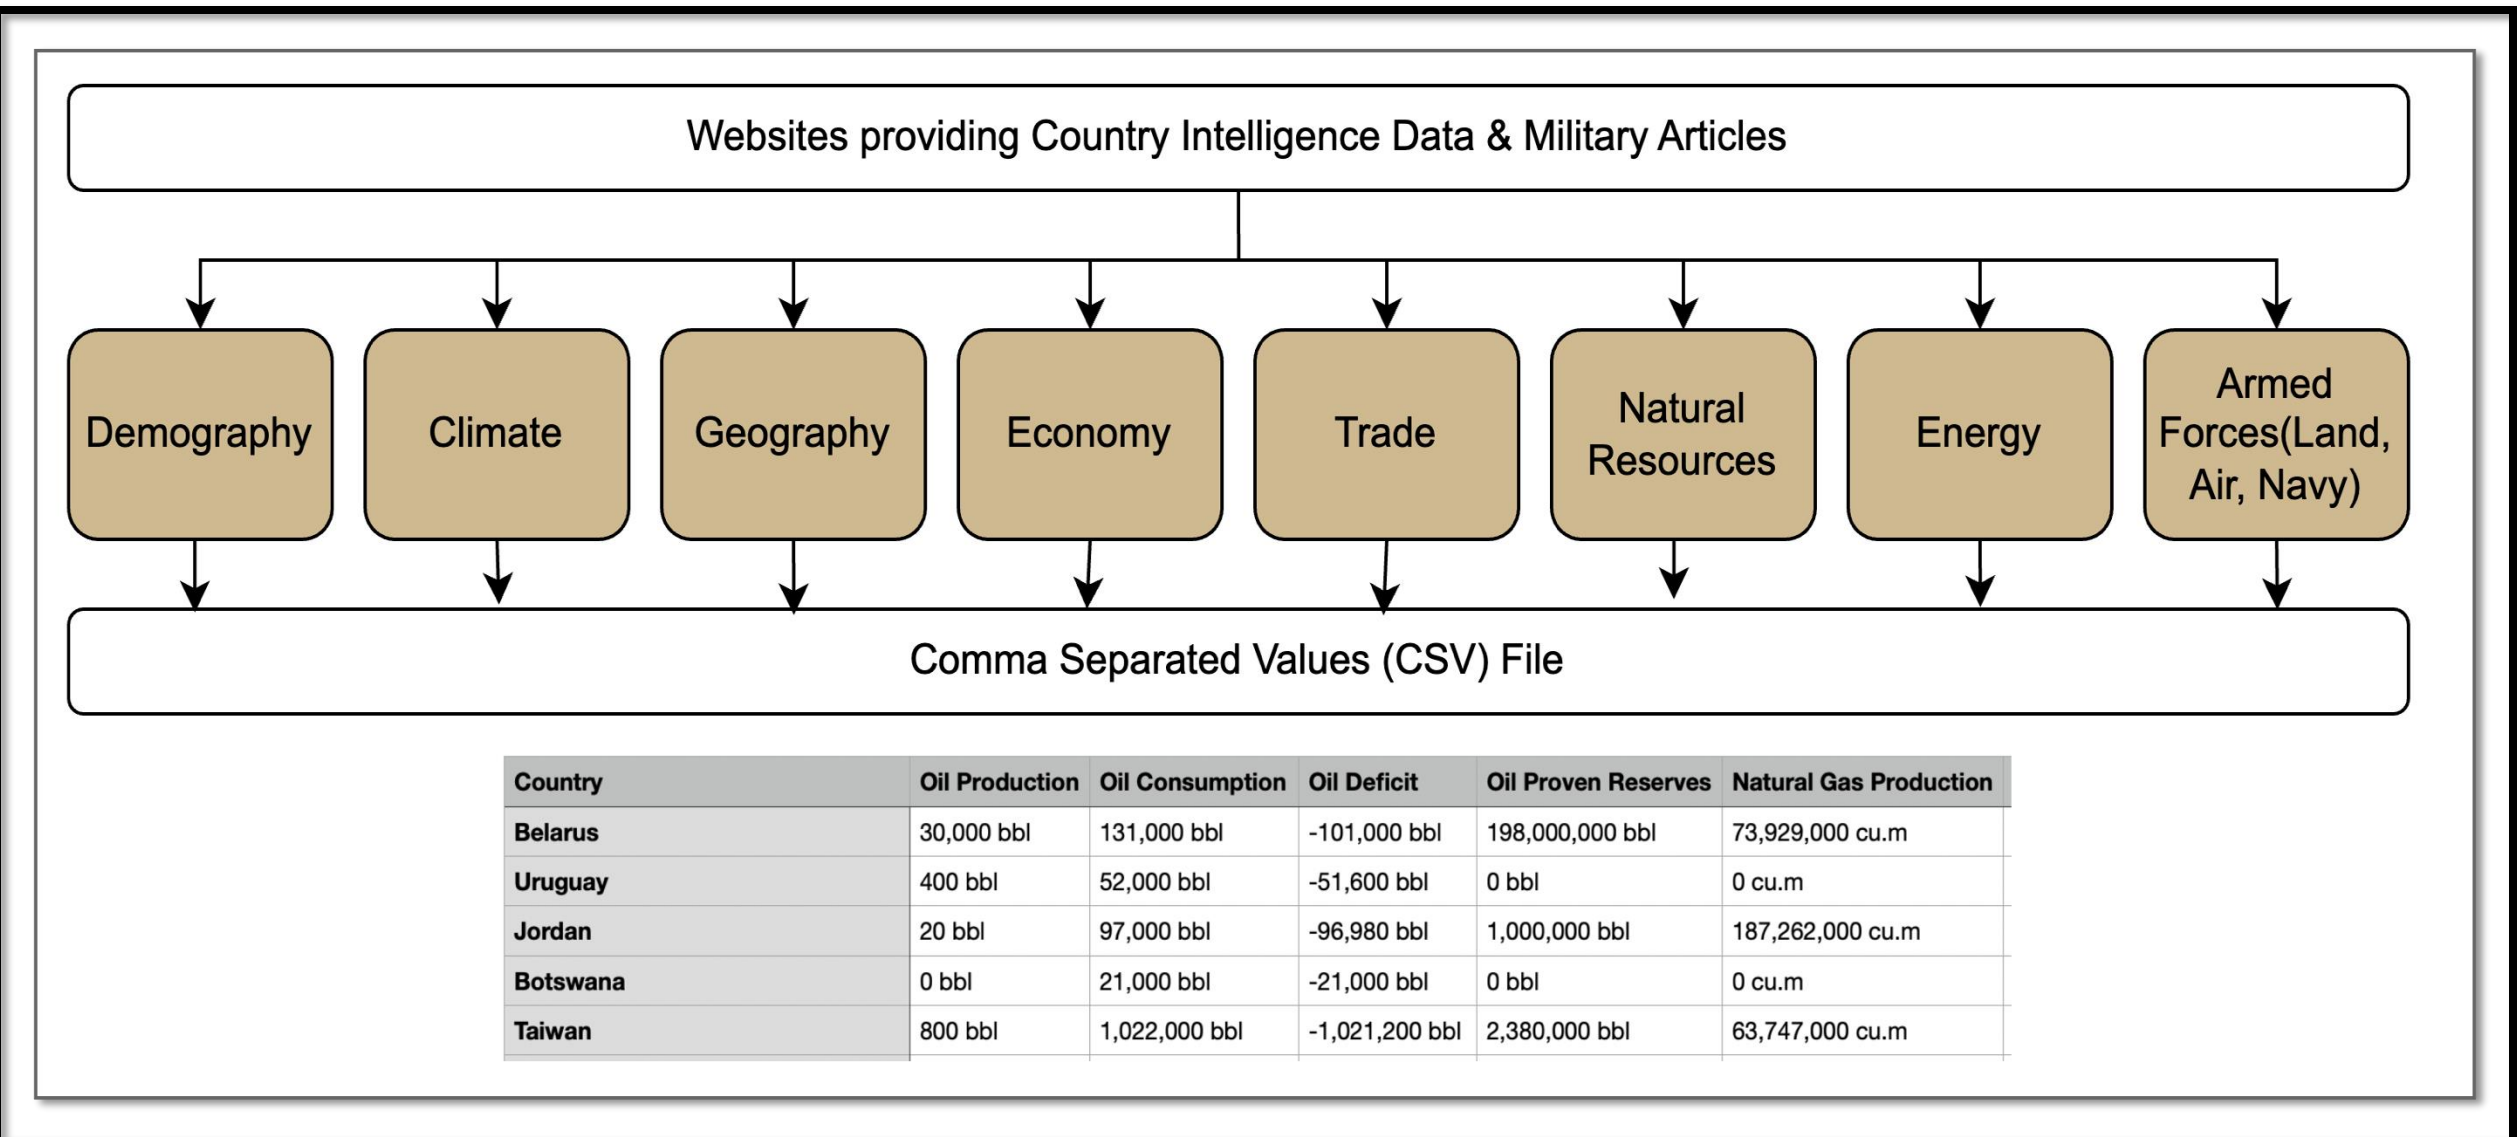 Websites providing Country Intelligence Data & Military Articles
Demography
Climate
Geography
Economy
Trade
Natural
Resources
Energy
Armed
Forces(Land,
Air, Navy)
Comma Separated Values (CSV) File
Country Oil Production Oil Consumption Oil Deficit Oil Proven Reserves Natural Gas Production
Belarus 30,000 bbl 131,000 bbl -101,000 bbl 198,000,000 bbl 73,929,000 cu.m
Uruguay 400 bbl 52,000 bbl -51,600 bbl 0 bbl 0 cu.m
Jordan 20 bbl 97,000 bbl -96,980 bbl 1,000,000 bbl 187,262,000 cu.m
Botswana 0 bbl 21,000 bbl -21,000 bbl 0 bbl 0 cu.m
Taiwan 800 bbl 1,022,000 bbl -1,021,200 bbl 2,380,000 bbl 63,747,000 cu.m